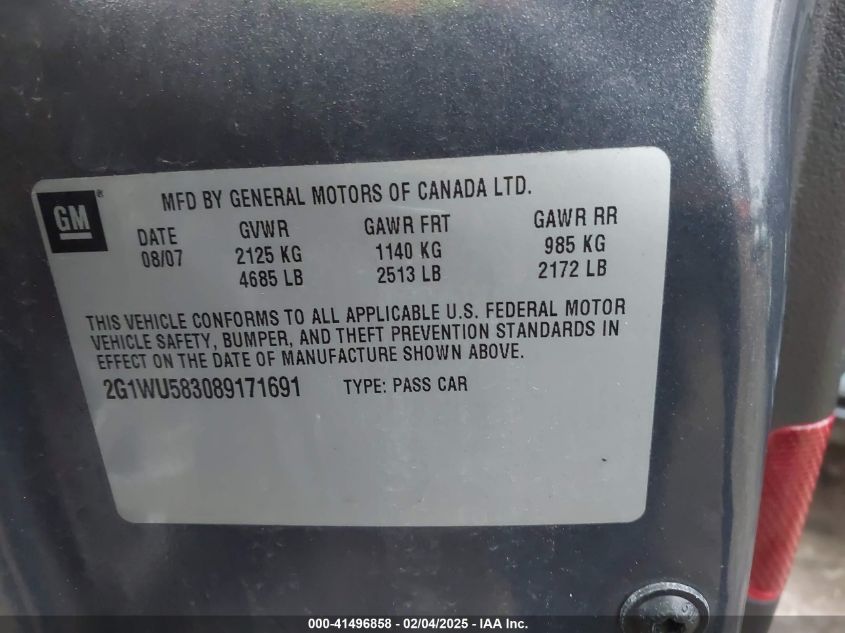 GM®
MFD BY GENERAL MOTORS OF CANADA LTD.
DATE GVWR GAWR FRT GAWR RR
08/07 2125 KG 1140 KG 985 KG
4685 LB 2513 LB 2172 LB
THIS VEHICLE CONFORMS TO ALL APPLICABLE U.S. FEDERAL MOTOR
VEHICLE SAFETY, BUMPER, AND THEFT PREVENTION STANDARDS IN
EFFECT ON THE DATE OF MANUFACTURE SHOWN ABOVE.
2G1WU583089171691 TYPE: PASS CAR
000-41496858 - 02/04/2025 - IAA Inc.